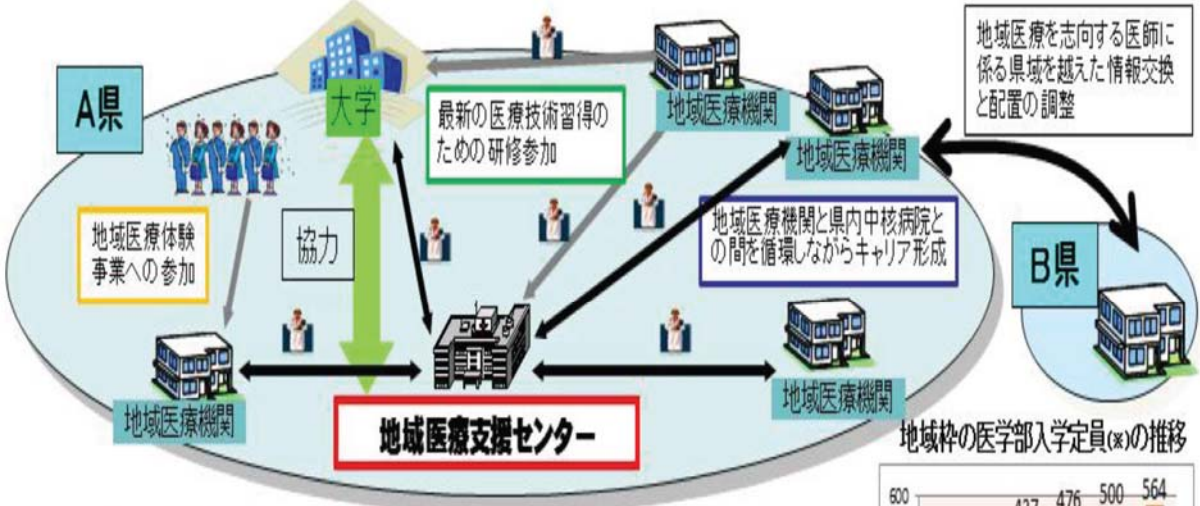 A県
大学
最新の医療技術習得の
ための研修参加
地域医療機関
地域医療機関
地域医療を志向する医師に
係る県域を越えた情報交換
と配置の調整
地域医療体験
事業への参加
協力
地域医療機関と県内中核病院と
の間を循環しながらキャリア形成
B県
地域医療機関
地域医療支援センター
地域医療機関
地域枠の医学部入学定員(※)の推移
600
437
476
500
564